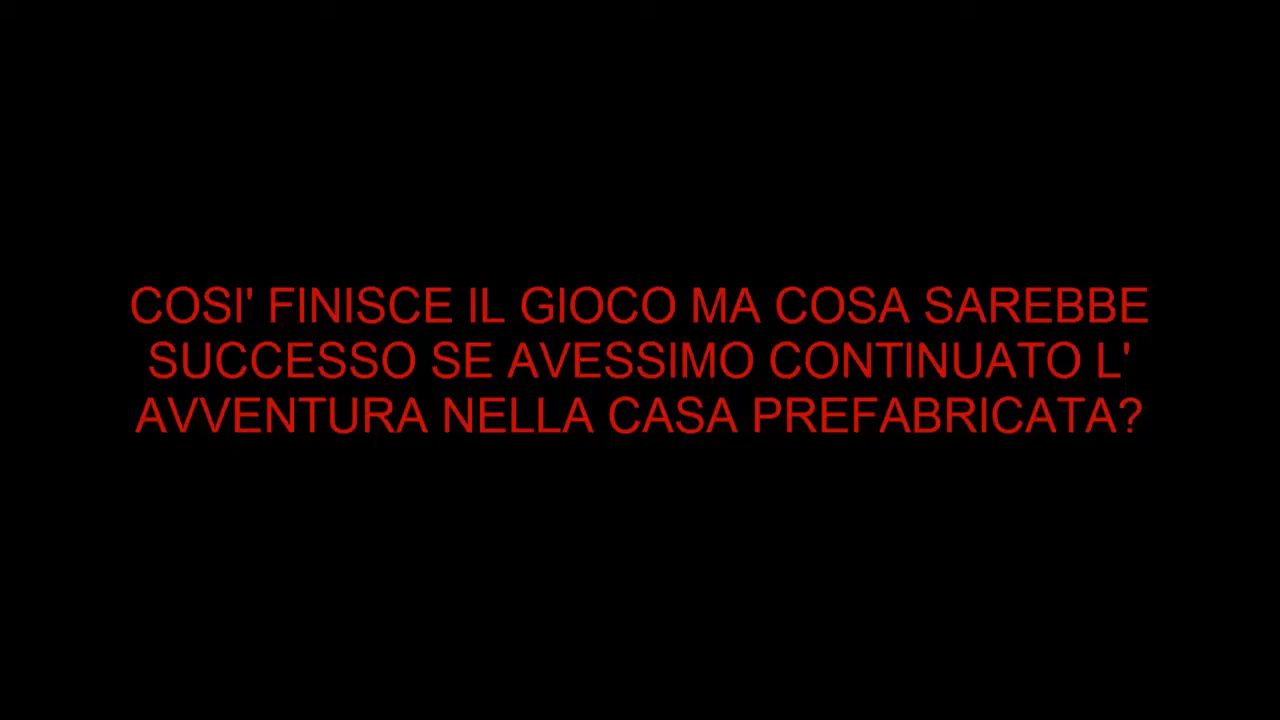 COSI' FINISCE IL GIOCO MA COSA SAREBBE
SUCCESSO SE AVESSIMO CONTINUATO L'
AVVENTURA NELLA CASA PREFABRICATA?